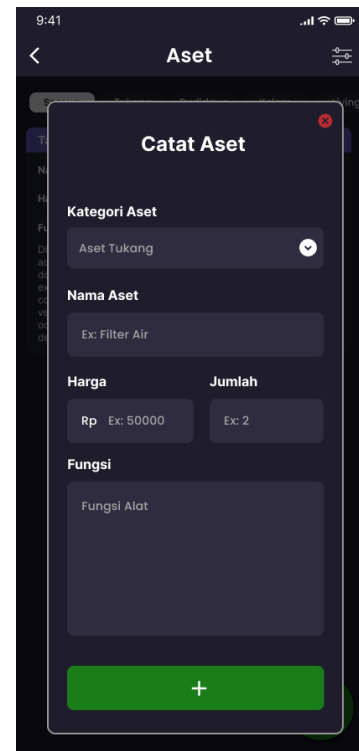 9:41
Aset
Catat Aset
Kategori Aset
Aset Tukang
Nama Aset
Ex: Filter Air
Harga Jumlah
Rp Ex: 50000 Ex: 2
Fungsi
Fungsi Alat
+